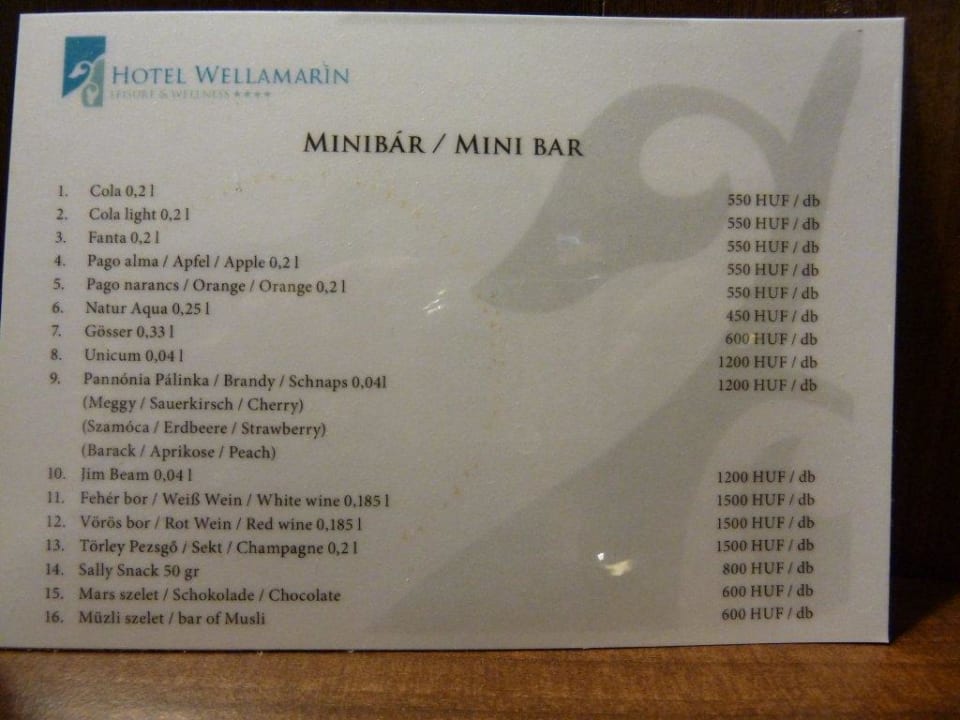 HOTEL WELLAMARÌN
LEISURE & WELLNESS ★★★★
MINIBÁR / MINI BAR
1. Cola 0,2 l 550 HUF / db
2. Cola light 0,2 l 550 HUF / db
3. Fanta 0,2 l 550 HUF / db
4. Pago alma / Apfel / Apple 0,2 l 550 HUF / db
5. Pago narancs / Orange / Orange 0,2 l 550 HUF / db
6. Natur Aqua 0,25 l 450 HUF / db
7. Gösser 0,33 l 600 HUF / db
8. Unicum 0,04 l 1200 HUF / db
9. Pannónia Pálinka / Brandy / Schnaps 0,04l 1200 HUF / db
(Meggy / Sauerkirsch / Cherry)
(Szamóca / Erdbeere / Strawberry)
(Barack / Aprikose / Peach)
10. Jim Beam 0,04 l 1200 HUF / db
11. Fehér bor / Weiß Wein / White wine 0,185 l 1500 HUF / db
12. Vörös bor / Rot Wein / Red wine 0,185 l 1500 HUF / db
13. Törley Pezsgő / Sekt / Champagne 0,2 l 1500 HUF / db
14. Sally Snack 50 gr 800 HUF / db
15. Mars szelet / Schokolade / Chocolate 600 HUF / db
16. Müzli szelet / bar of Musli 600 HUF / db